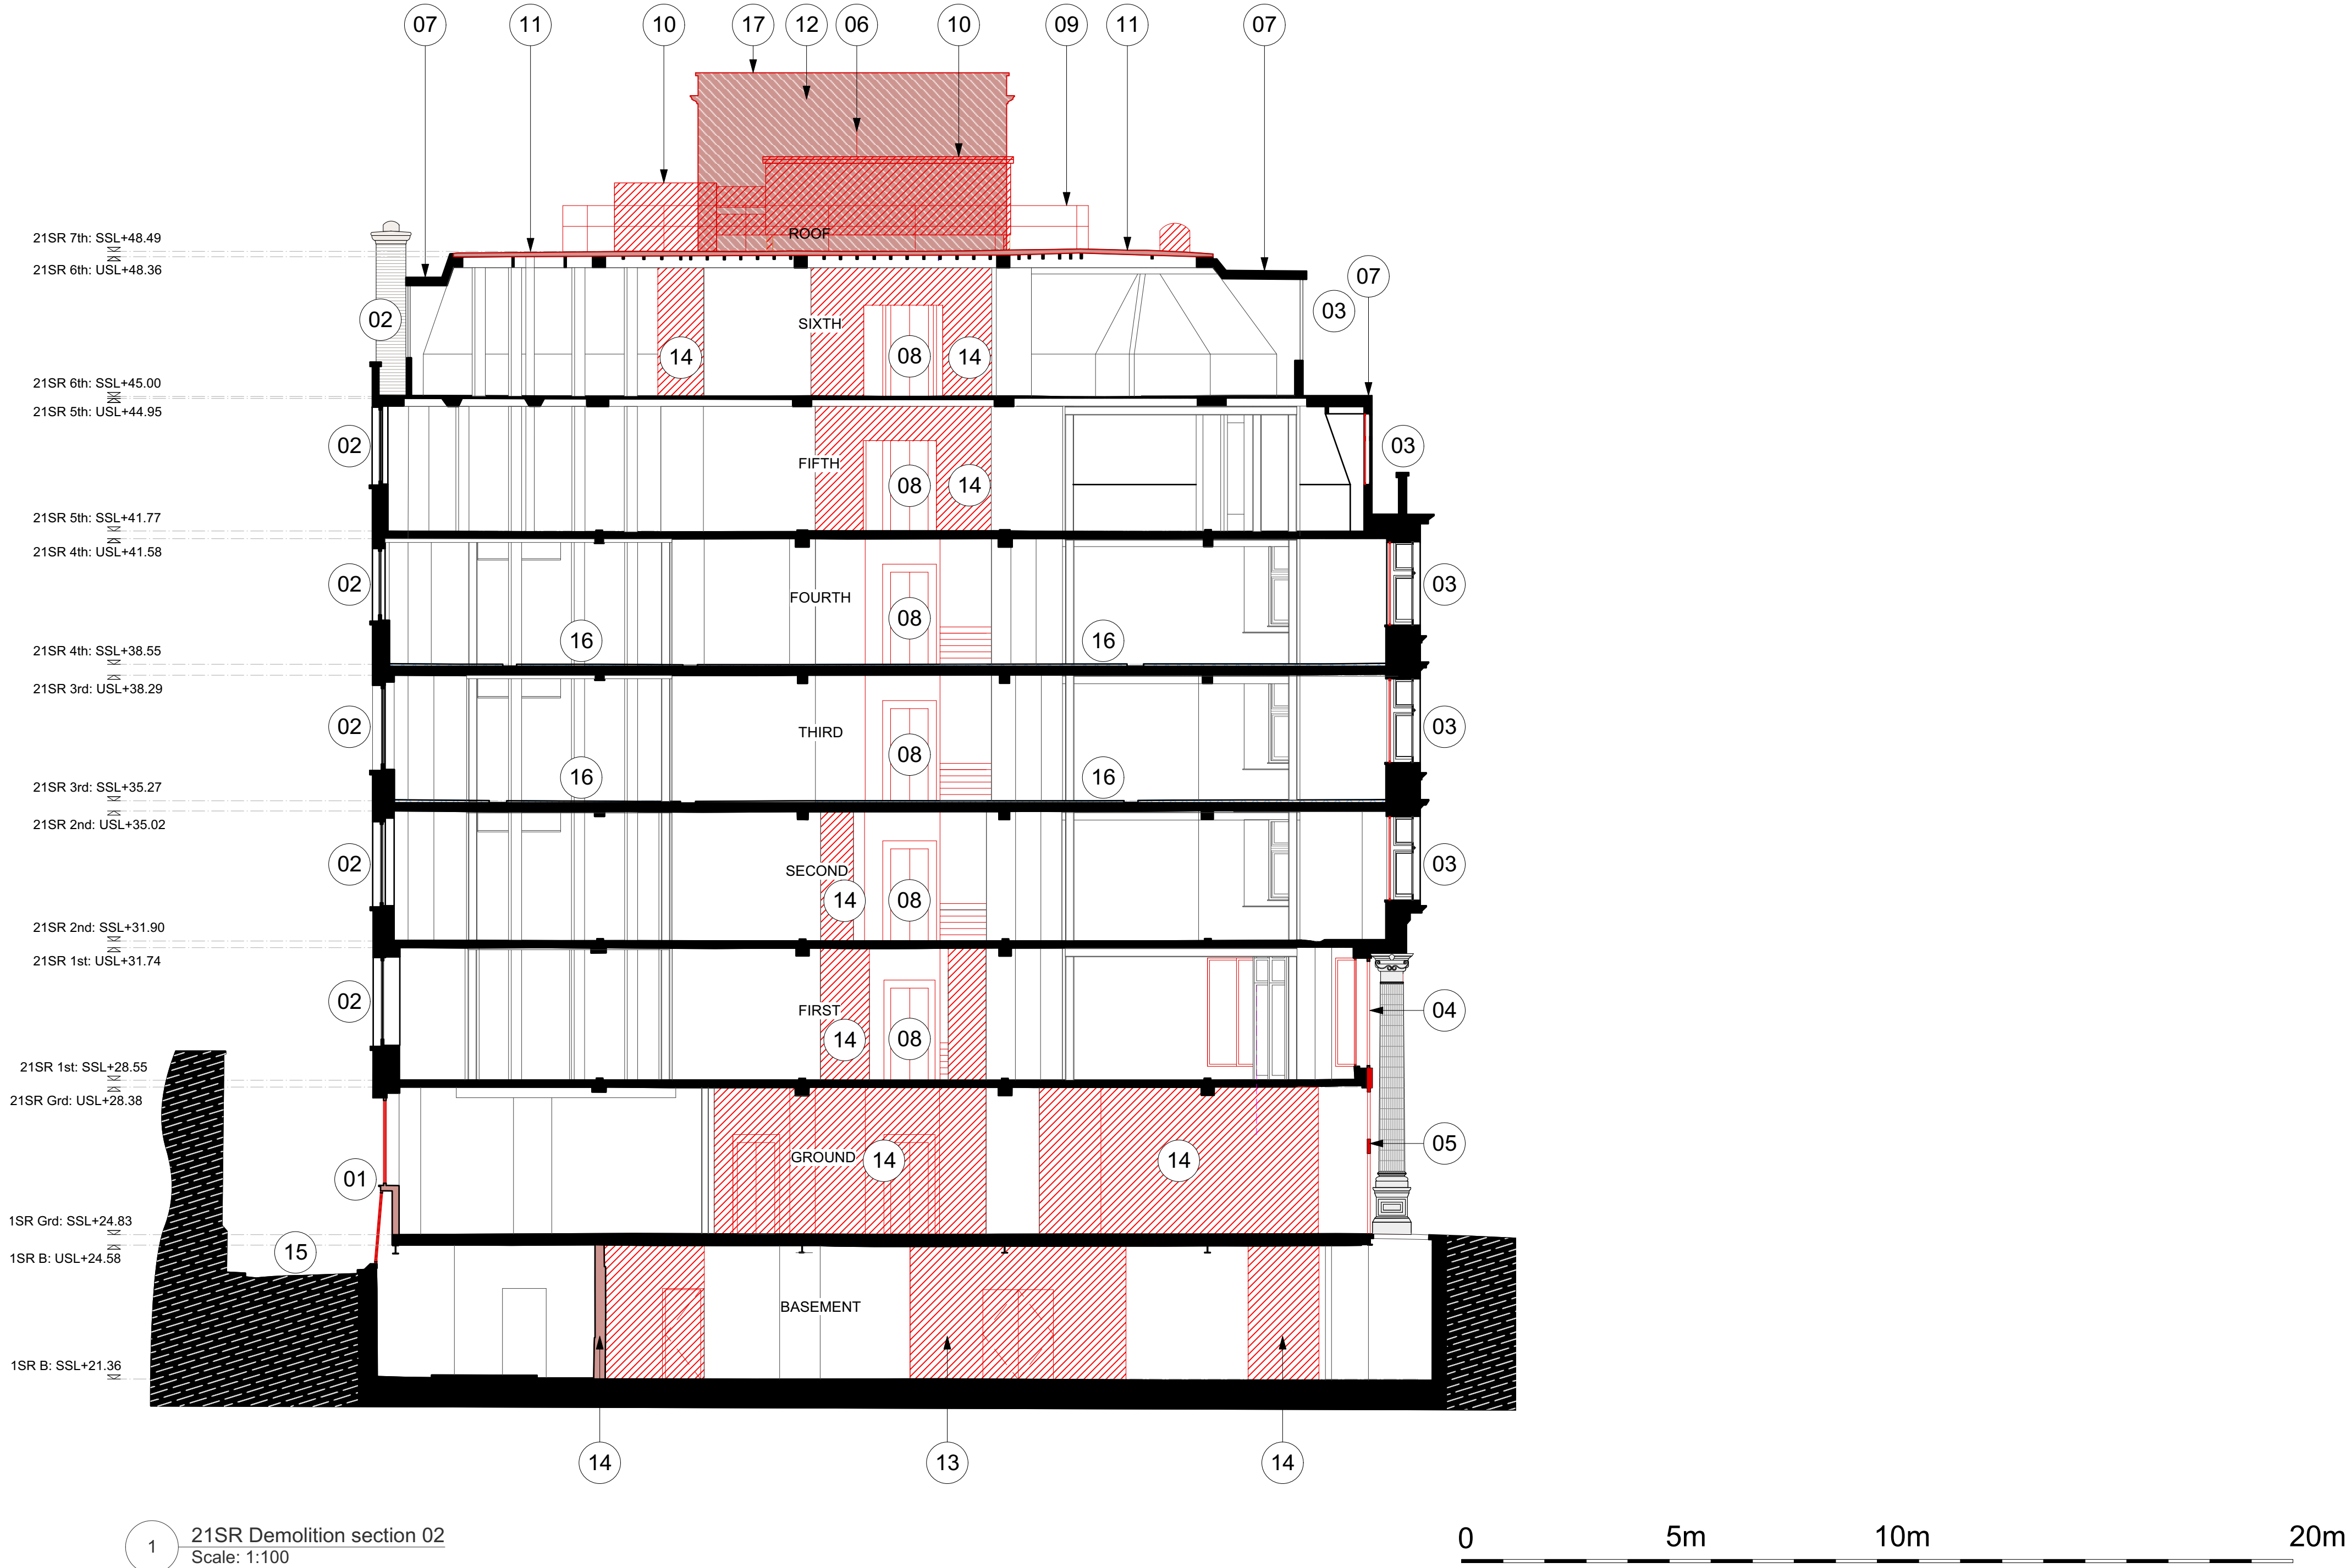 07 11 10 17 12 06 10 09 11 07
ROOF
21SR 7th: SSL+48.49
21SR 6th: USL+48.36
07
02 03
SIXTH
14 08 14
21SR 6th: SSL+45.00
21SR 5th: USL+44.95
02 03
FIFTH
08 14
21SR 5th: SSL+41.77
21SR 4th: USL+41.58
02 03
FOURTH
08
16 16
21SR 4th: SSL+38.55
21SR 3rd: USL+38.29
02 03
THIRD
08
16 16
21SR 3rd: SSL+35.27
21SR 2nd: USL+35.02
02 03
SECOND
14 08
21SR 2nd: SSL+31.90
21SR 1st: USL+31.74
02 04
FIRST
14 08
21SR 1st: SSL+28.55
21SR Grd: USL+28.38
05
GROUND 14 14
01
1SR Grd: SSL+24.83
15
1SR B: USL+24.58
BASEMENT
1SR B: SSL+21.36
14 13 14
1 21SR Demolition section 02
Scale: 1:100
0 5m 10m 20m